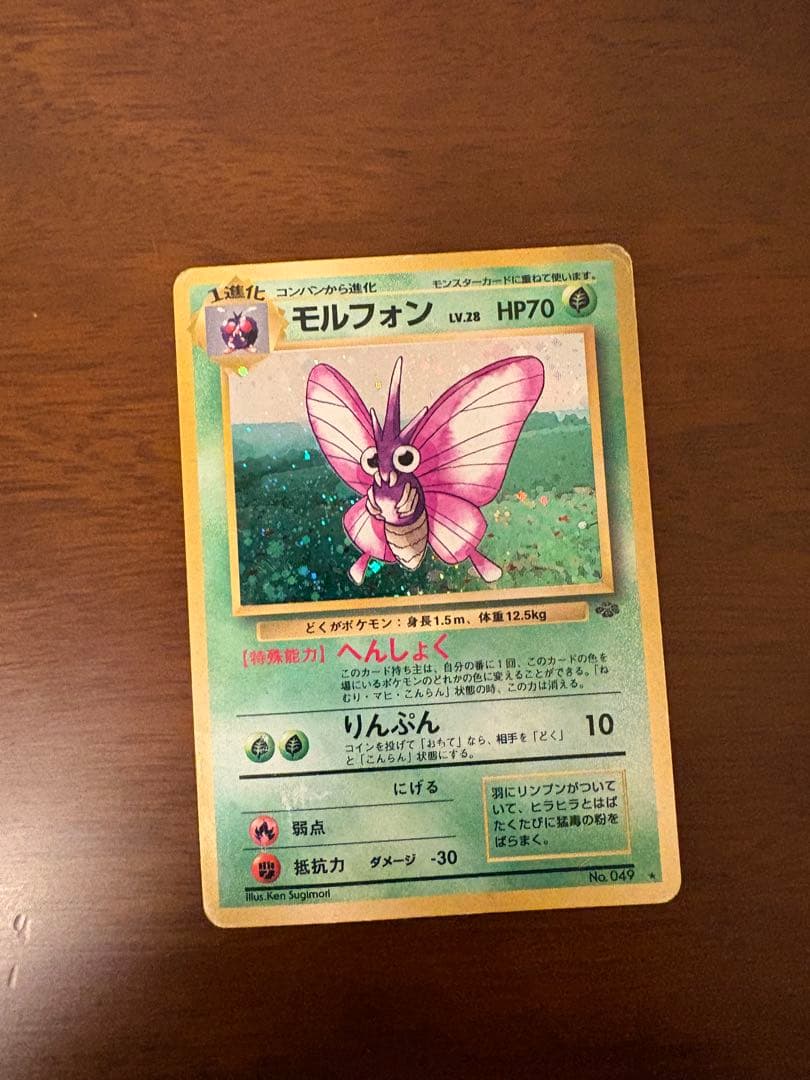 1進化 コンパンから進化 モンスターカードに重ねて使います。
モルフォン LV.28 HP70
どくがポケモン：身長1.5m、体重12.5kg
【特殊能力】へんしょく
このカード持ち主は、自分の番に1回、このカードの色を
場にいるポケモンのどれかの色に変えることができる。「ね
むり・マヒ・こんらん」状態の時、この力は消える。
りんぷん 10
コインを投げて「おもて」なら、相手を「どく」
と「こんらん」状態にする。
にげる
弱点
抵抗力 ダメージ -30
羽にリンプンがついて
いて、ヒラヒラとはば
たくたびに猛毒の粉を
ばらまく。
illus.Ken Sugimori
No.049 ★